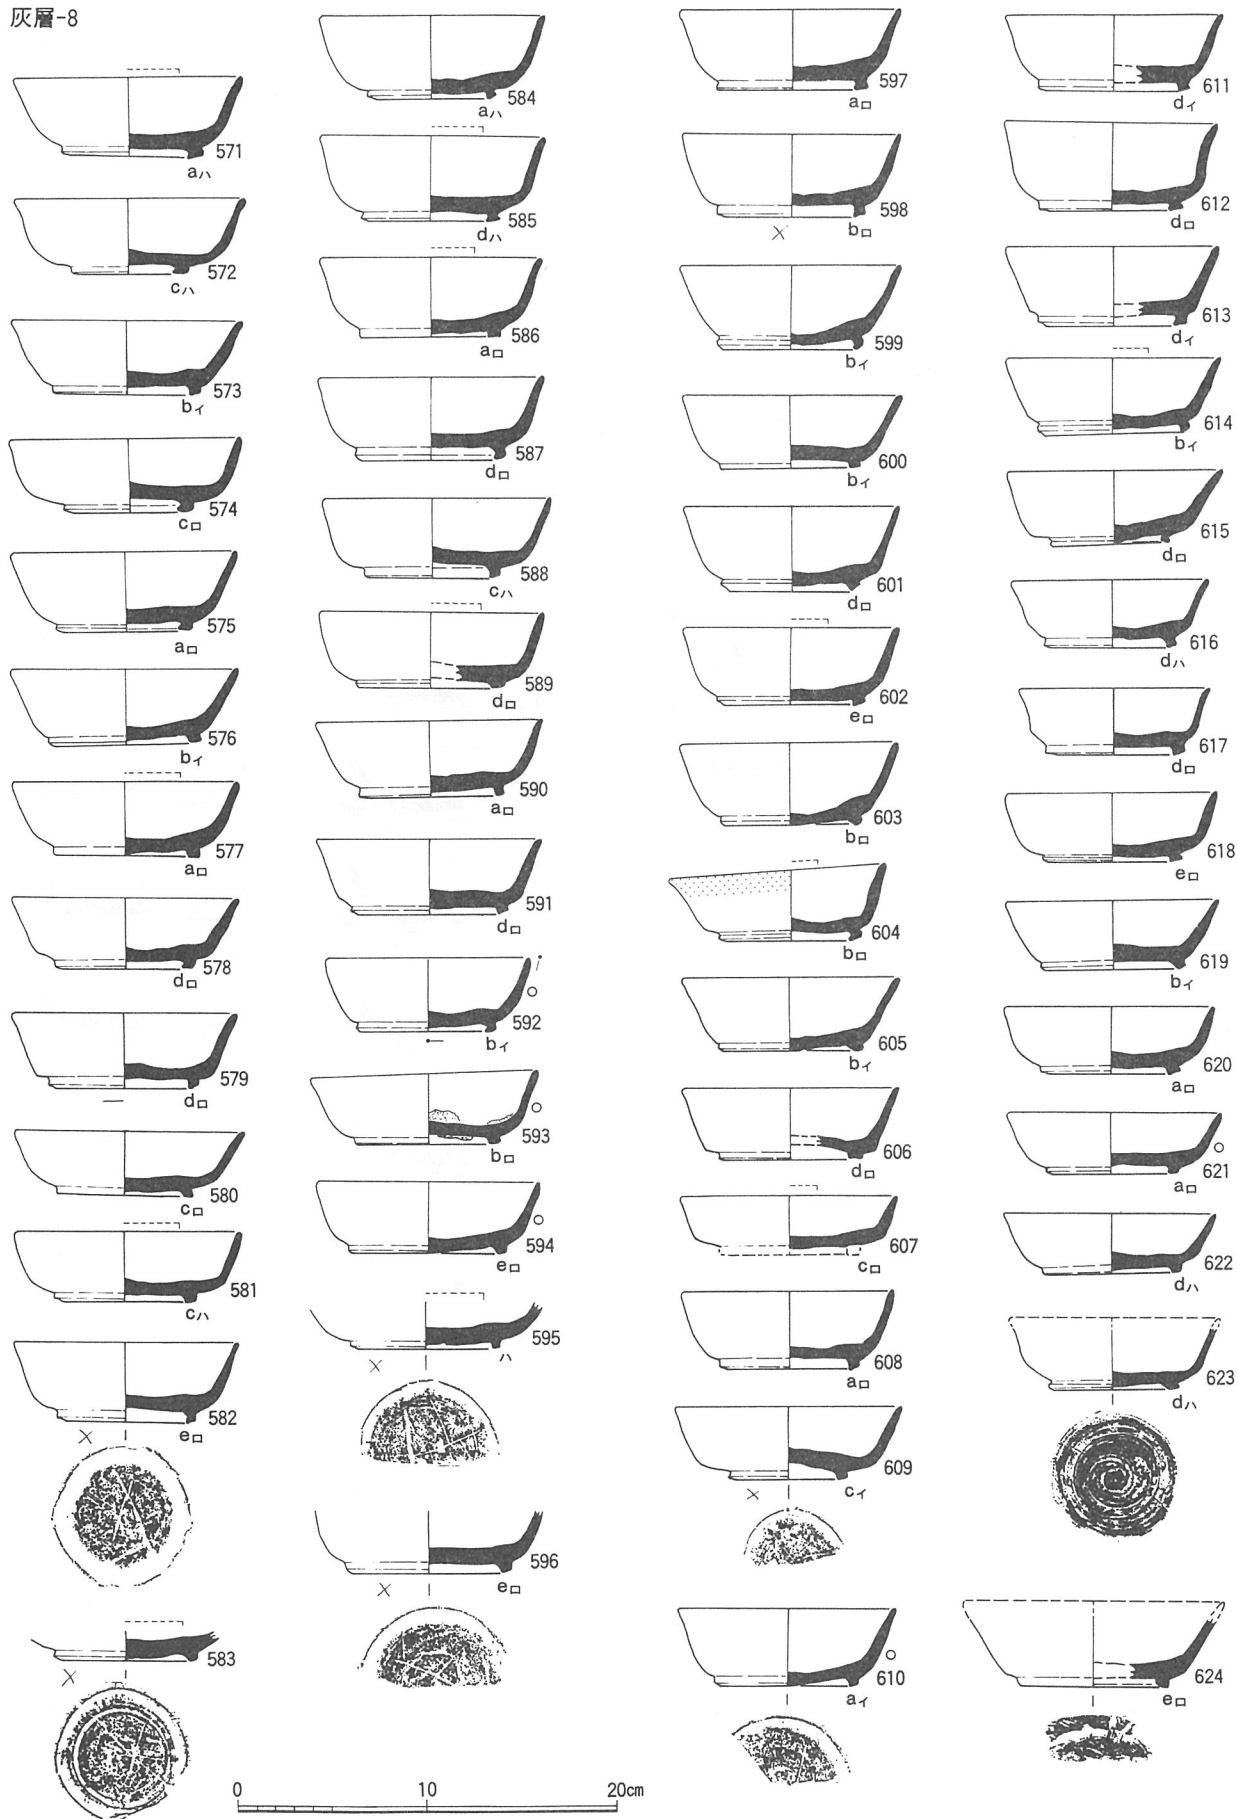 灰層-8
571
aハ
572
cハ
573
bイ
574
cロ
575
aロ
576
bイ
577
aロ
578
dロ
579
dロ
580
cロ
581
cハ
582
eロ
583
584
aハ
585
dハ
586
aロ
587
dロ
588
cハ
589
dロ
590
aロ
591
dロ
592
bイ
593
bロ
594
eロ
595
ハ
596
eロ
597
aロ
598
bロ
599
bイ
600
bイ
601
dロ
602
eロ
603
bロ
604
bロ
605
bイ
606
dロ
607
cロ
608
aロ
609
cイ
610
aイ
611
dイ
612
dロ
613
dイ
614
bイ
615
dロ
616
dハ
617
dロ
618
eロ
619
bイ
620
aロ
621
aロ
622
dハ
623
dハ
624
eロ
0 10 20cm